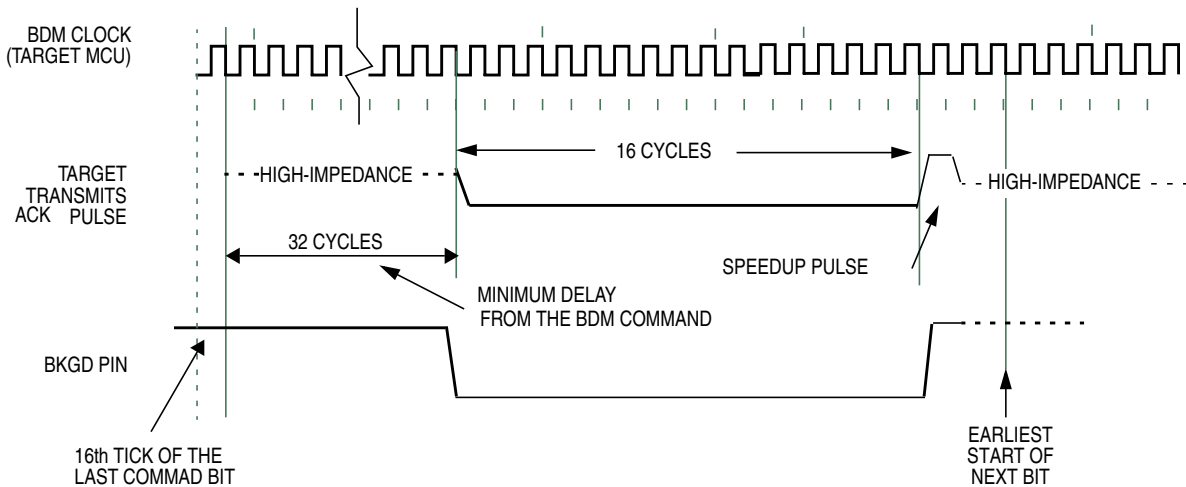 BDM CLOCK
(TARGET MCU)
16 CYCLES
TARGET
TRANSMITS
ACK PULSE
HIGH-IMPEDANCE
HIGH-IMPEDANCE
32 CYCLES
SPEEDUP PULSE
MINIMUM DELAY
FROM THE BDM COMMAND
BKGD PIN
16th TICK OF THE
LAST COMMAD BIT
EARLIEST
START OF
NEXT BIT